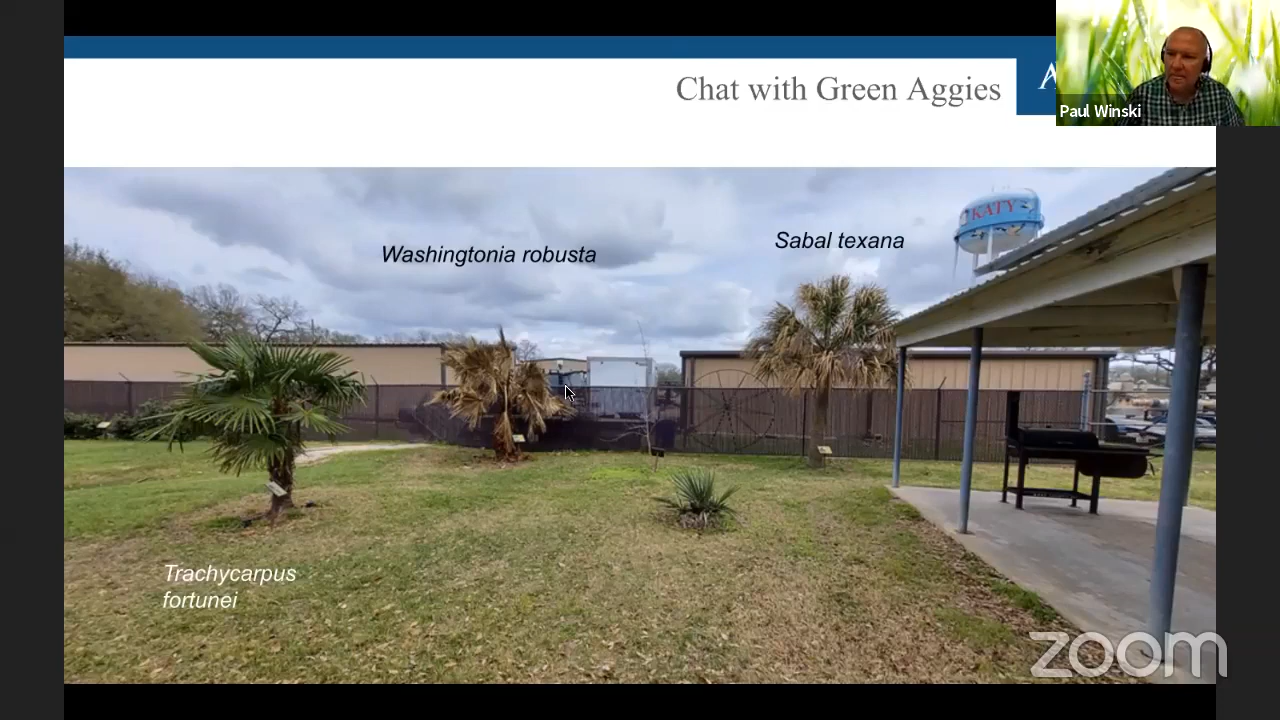 Chat with Green Aggies
A
Paul Winski
Washingtonia robusta
Sabal texana
KATY
Trachycarpus
fortunei
zoom